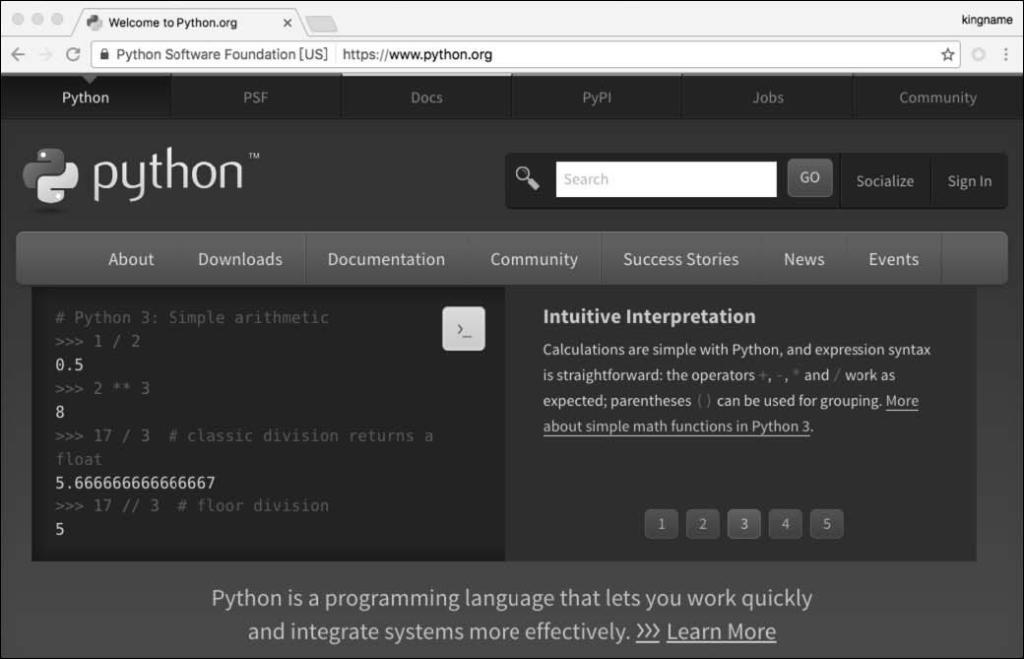 Welcome to Python.org
kingname
Python Software Foundation [US] https://www.python.org
Python PSF Docs PyPI Jobs Community
python™
Search GO Socialize Sign In
About Downloads Documentation Community Success Stories News Events
# Python 3: Simple arithmetic
>>> 1 / 2
0.5
>>> 2 ** 3
8
>>> 17 / 3  # classic division returns a
float
5.666666666666667
>>> 17 // 3  # floor division
5
>_
Intuitive Interpretation
Calculations are simple with Python, and expression syntax
is straightforward: the operators +, -, * and / work as
expected; parentheses () can be used for grouping. More
about simple math functions in Python 3.
1 2 3 4 5
Python is a programming language that lets you work quickly
and integrate systems more effectively. >>> Learn More